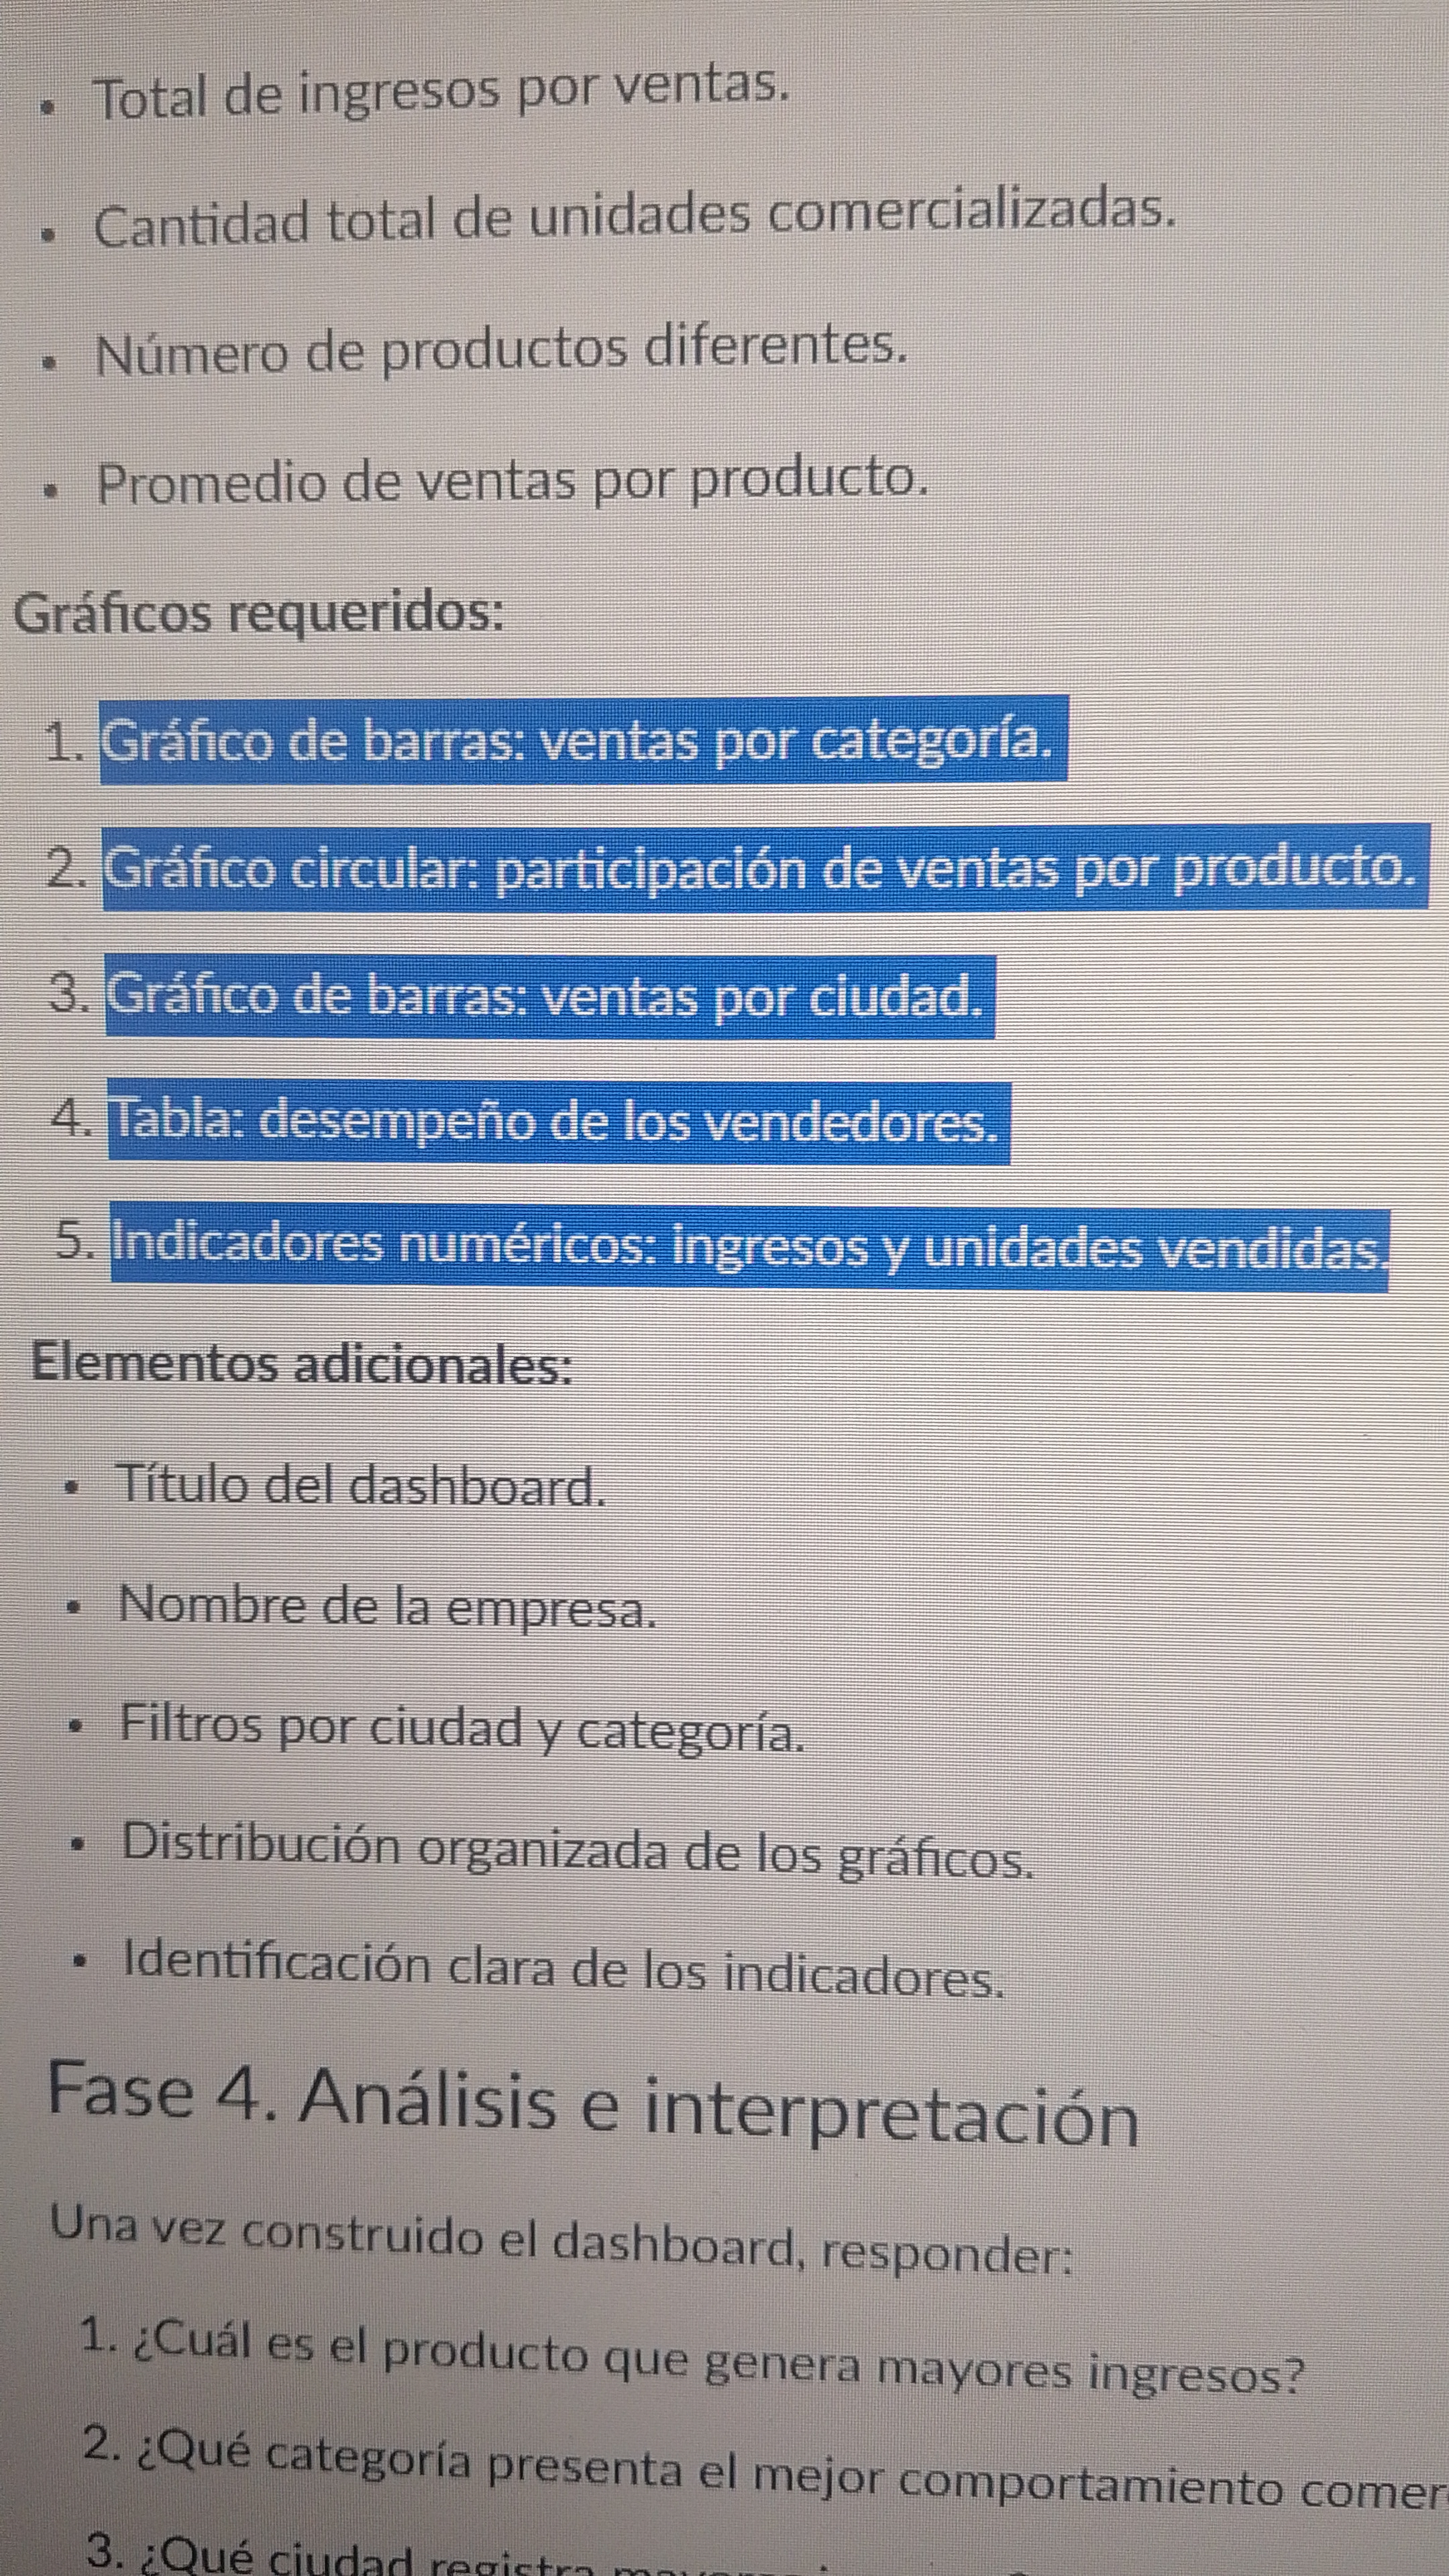 • Total de ingresos por ventas.
• Cantidad total de unidades comercializadas.
• Número de productos diferentes.
• Promedio de ventas por producto.
Gráficos requeridos:
1. Gráfico de barras: ventas por categoría.
2. Gráfico circular: participación de ventas por producto.
3. Gráfico de barras: ventas por ciudad.
4. Tabla: desempeño de los vendedores.
5. Indicadores numéricos: ingresos y unidades vendidas.
Elementos adicionales:
• Título del dashboard.
• Nombre de la empresa.
• Filtros por ciudad y categoría.
• Distribución organizada de los gráficos.
• Identificación clara de los indicadores.
Fase 4. Análisis e interpretación
Una vez construido el dashboard, responder:
1. ¿Cuál es el producto que genera mayores ingresos?
2. ¿Qué categoría presenta el mejor comportamiento comer
3. ¿Qué ciudad registra